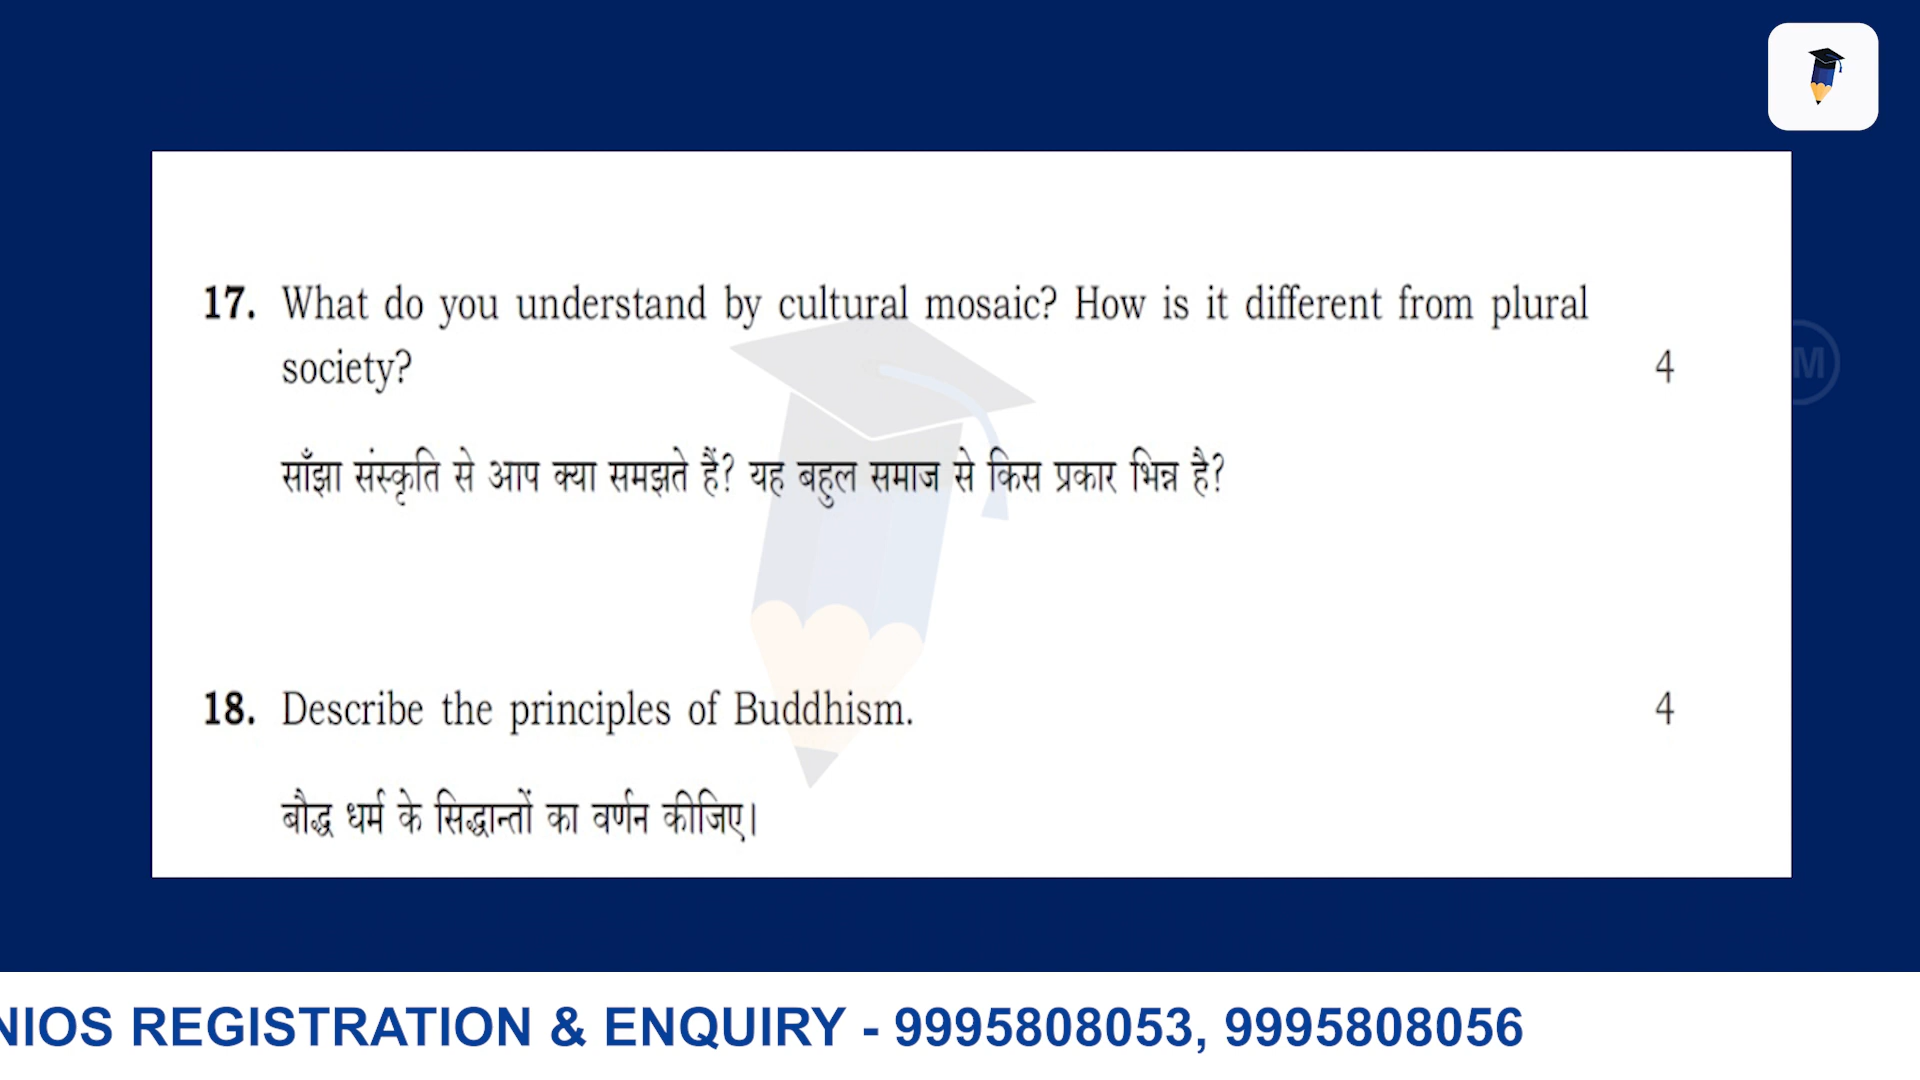 17. What do you understand by cultural mosaic? How is it different from plural
society? 4
साँझा संस्कृति से आप क्या समझते हैं? यह बहुल समाज से किस प्रकार भिन्न है?
18. Describe the principles of Buddhism. 4
बौद्ध धर्म के सिद्धान्तों का वर्णन कीजिए।
NIOS REGISTRATION & ENQUIRY - 9995808053, 9995808056